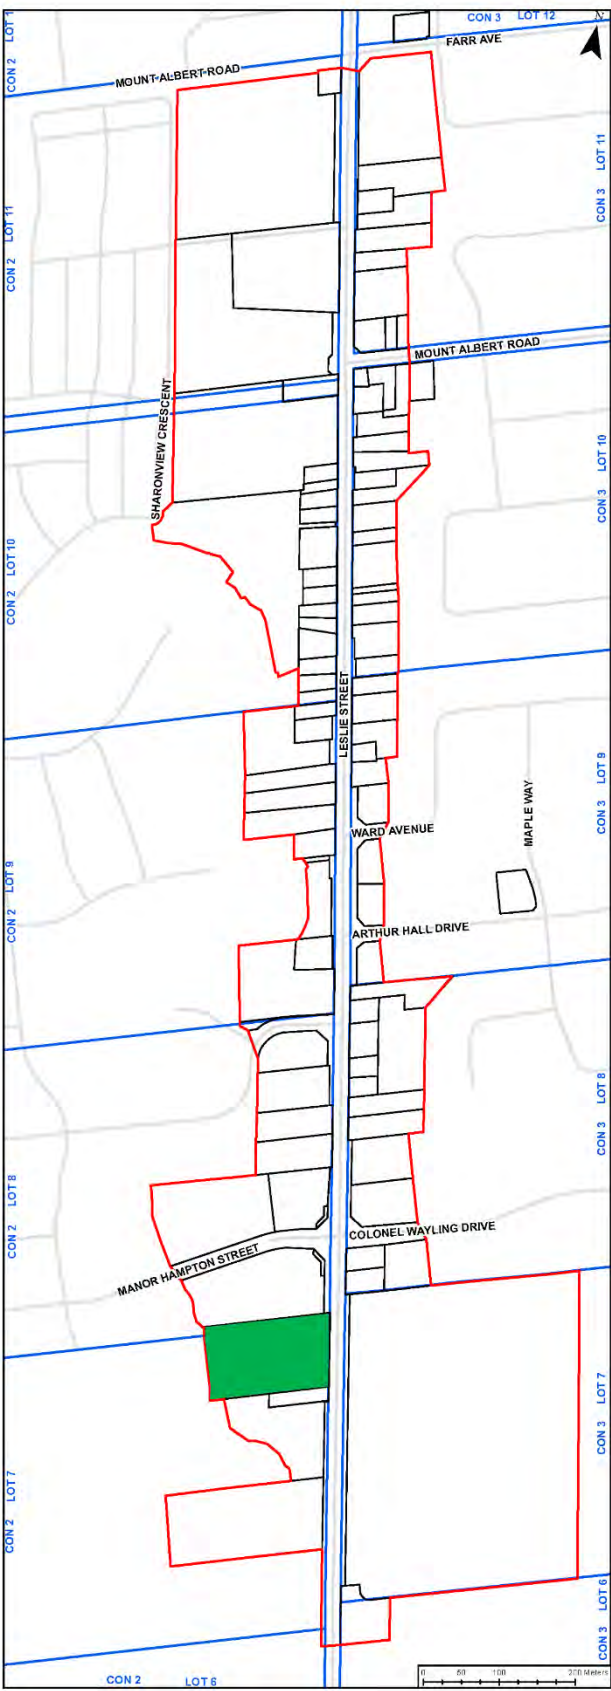 CON 3 LOT 12
N
CON 2 LOT 1
FARR AVE
MOUNT ALBERT ROAD
CON 3 LOT 11
CON 2 LOT 11
MOUNT ALBERT ROAD
SHARONVIEW CRESCENT
CON 3 LOT 10
CON 2 LOT 10
LESLIE STREET
CON 3 LOT 9
MAPLE WAY
WARD AVENUE
CON 2 LOT 9
ARTHUR HALL DRIVE
CON 3 LOT 8
CON 2 LOT 8
COLONEL WAYLING DRIVE
MANOR HAMPTON STREET
CON 3 LOT 7
CON 2 LOT 7
CON 3 LOT 6
CON 2 LOT 6
0 50 100 200 Meters